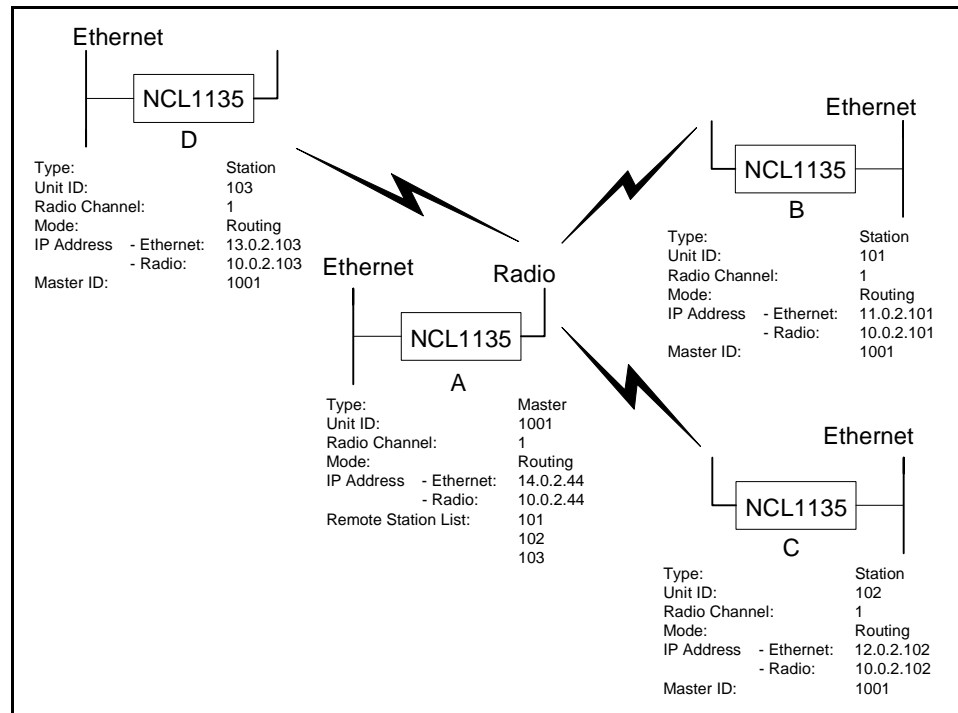 Ethernet
NCL1135
D
Type: Station
Unit ID: 103
Radio Channel: 1
Mode: Routing
IP Address - Ethernet: 13.0.2.103
- Radio: 10.0.2.103
Master ID: 1001
Ethernet
NCL1135
B
Type: Station
Unit ID: 101
Radio Channel: 1
Mode: Routing
IP Address - Ethernet: 11.0.2.101
- Radio: 10.0.2.101
Master ID: 1001
Ethernet
Radio
NCL1135
A
Type: Master
Unit ID: 1001
Radio Channel: 1
Mode: Routing
IP Address - Ethernet: 14.0.2.44
- Radio: 10.0.2.44
Remote Station List: 101
102
103
Ethernet
NCL1135
C
Type: Station
Unit ID: 102
Radio Channel: 1
Mode: Routing
IP Address - Ethernet: 12.0.2.102
- Radio: 10.0.2.102
Master ID: 1001